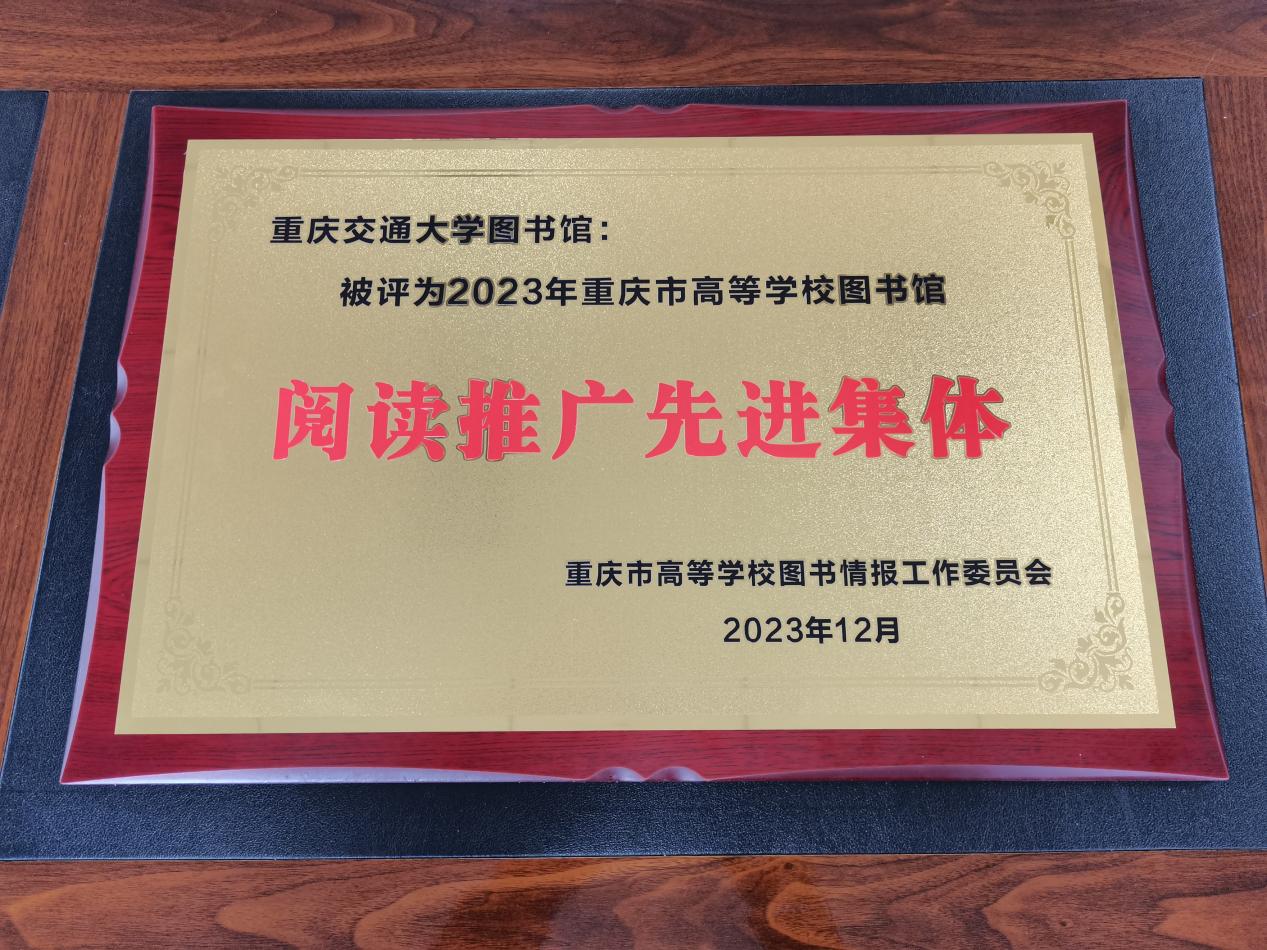 重庆交通大学图书馆：
被评为2023年重庆市高等学校图书馆
阅读推广先进集体
重庆市高等学校图书情报工作委员会
2023年12月